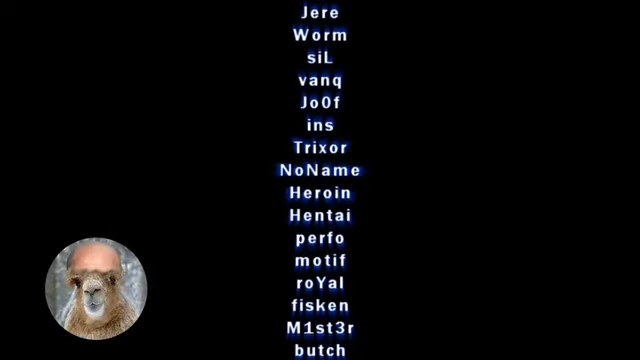 Jere
Worm
siL
vanq
Jo0f
ins
Trixor
NoName
Heroin
Hentai
perfo
motif
roYal
fisken
M1st3r
butch